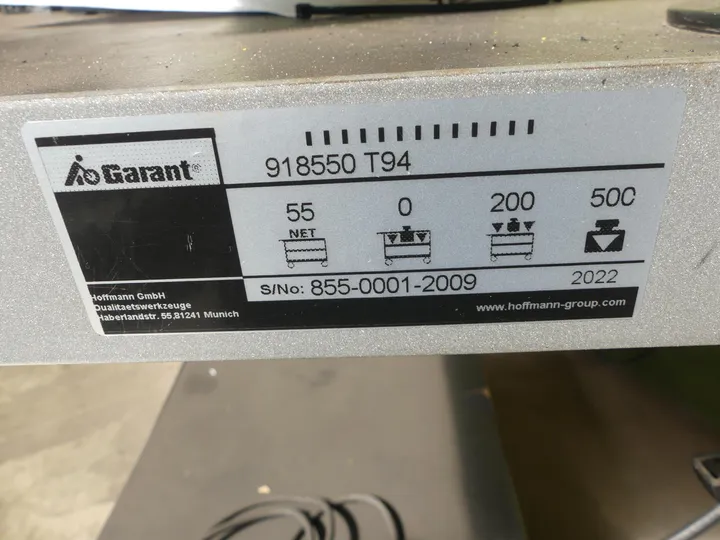 Garant®
918550 T94
55 0 200 500
NET
S/No: 855-0001-2009 2022
Hoffmann GmbH
Qualitaetswerkzeuge
Haberlandstr. 55,81241 Munich
www.hoffmann-group.com